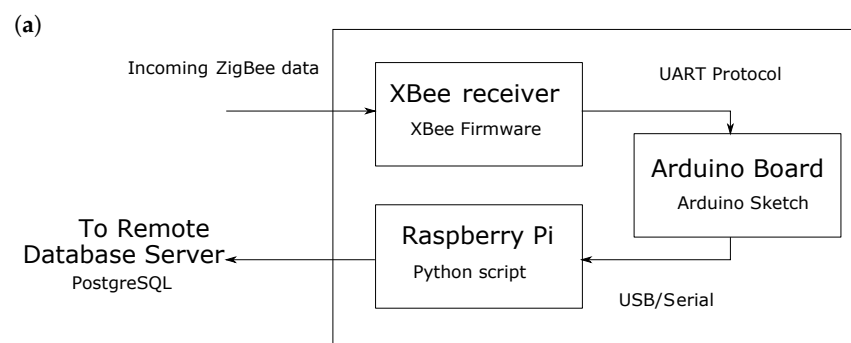 (a)
Incoming ZigBee data
XBee receiver
XBee Firmware
UART Protocol
Arduino Board
Arduino Sketch
To Remote
Database Server
PostgreSQL
Raspberry Pi
Python script
USB/Serial